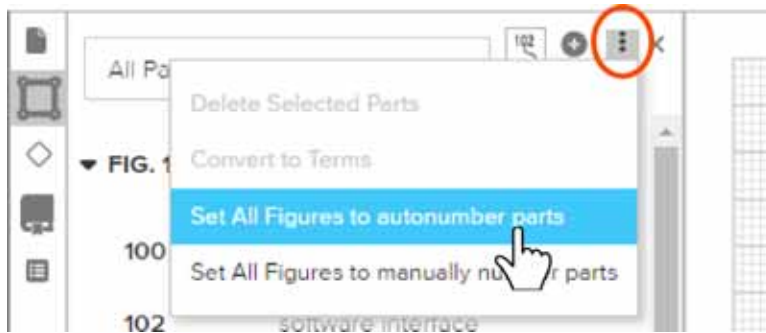 102
All Pa
Delete Selected Parts
Convert to Terms
FIG. 1
Set All Figures to autonumber parts
100
Set All Figures to manually number parts
102 software interface